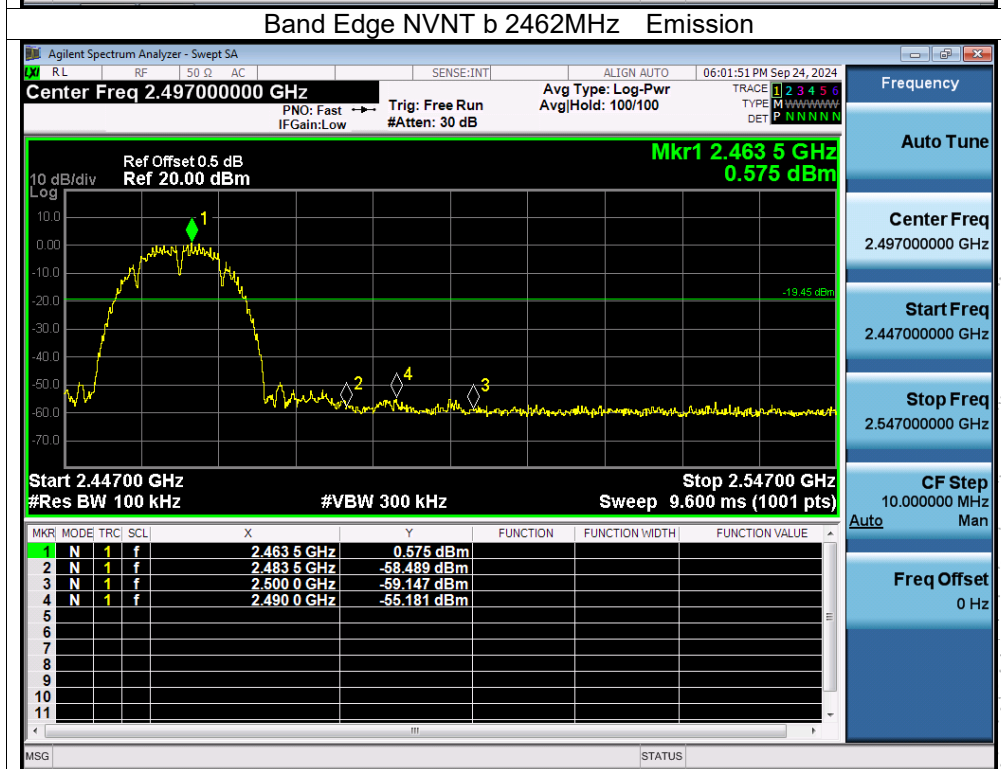 Band Edge NVNT b 2462MHz Emission
Agilent Spectrum Analyzer - Swept SA
LXI RL RF 50 Ω AC SENSE:INT ALIGN AUTO 06:01:51 PM Sep 24, 2024
Center Freq 2.497000000 GHz
PNO: Fast
IFGain:Low
Trig: Free Run
#Atten: 30 dB
Avg Type: Log-Pwr
Avg|Hold: 100/100
TRACE 1 2 3 4 5 6
TYPE M WWWWW
DET P N N N N N
Mkr1 2.463 5 GHz
0.575 dBm
Ref Offset 0.5 dB
10 dB/div Ref 20.00 dBm
Log
10.0
0.00
-10.0
-20.0
-30.0
-40.0
-50.0
-60.0
-70.0
1
-19.45 dBm
2
4
3
Start 2.44700 GHz Stop 2.54700 GHz
#Res BW 100 kHz #VBW 300 kHz Sweep 9.600 ms (1001 pts)
MKR MODE TRC SCL X Y FUNCTION FUNCTION WIDTH FUNCTION VALUE
1 N 1 f 2.463 5 GHz 0.575 dBm
2 N 1 f 2.483 5 GHz -58.489 dBm
3 N 1 f 2.500 0 GHz -59.147 dBm
4 N 1 f 2.490 0 GHz -55.181 dBm
5
6
7
8
9
10
11
MSG STATUS
Frequency
Auto Tune
Center Freq
2.497000000 GHz
Start Freq
2.447000000 GHz
Stop Freq
2.547000000 GHz
CF Step
10.000000 MHz
Auto Man
Freq Offset
0 Hz